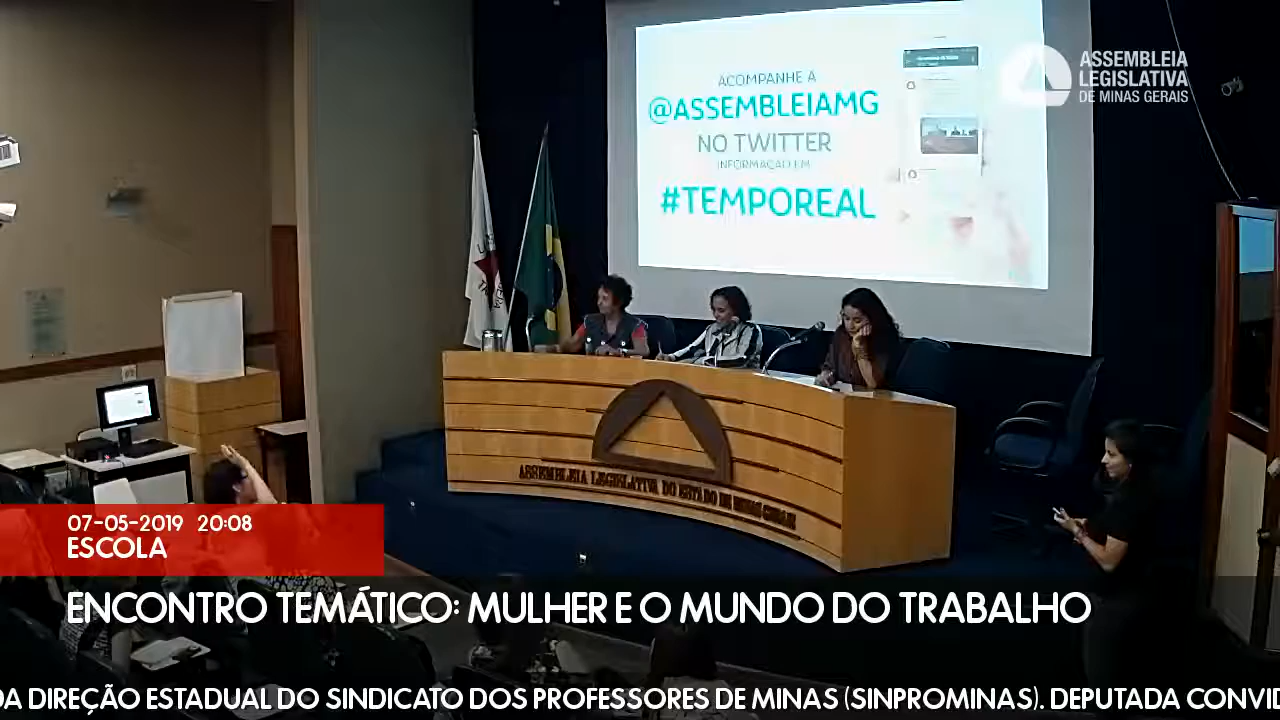 ACOMPANHE A
@ASSEMBLEIAMG
NO TWITTER
INFORMAÇÃO EM
#TEMPOREAL
ASSEMBLEIA
LEGISLATIVA
DE MINAS GERAIS
ASSEMBLEIA LEGISLATIVA DO ESTADO DE MINAS GERAIS
07-05-2019 20:08
ESCOLA
ENCONTRO TEMÁTICO: MULHER E O MUNDO DO TRABALHO
DA DIREÇÃO ESTADUAL DO SINDICATO DOS PROFESSORES DE MINAS (SINPROMINAS). DEPUTADA CONVID